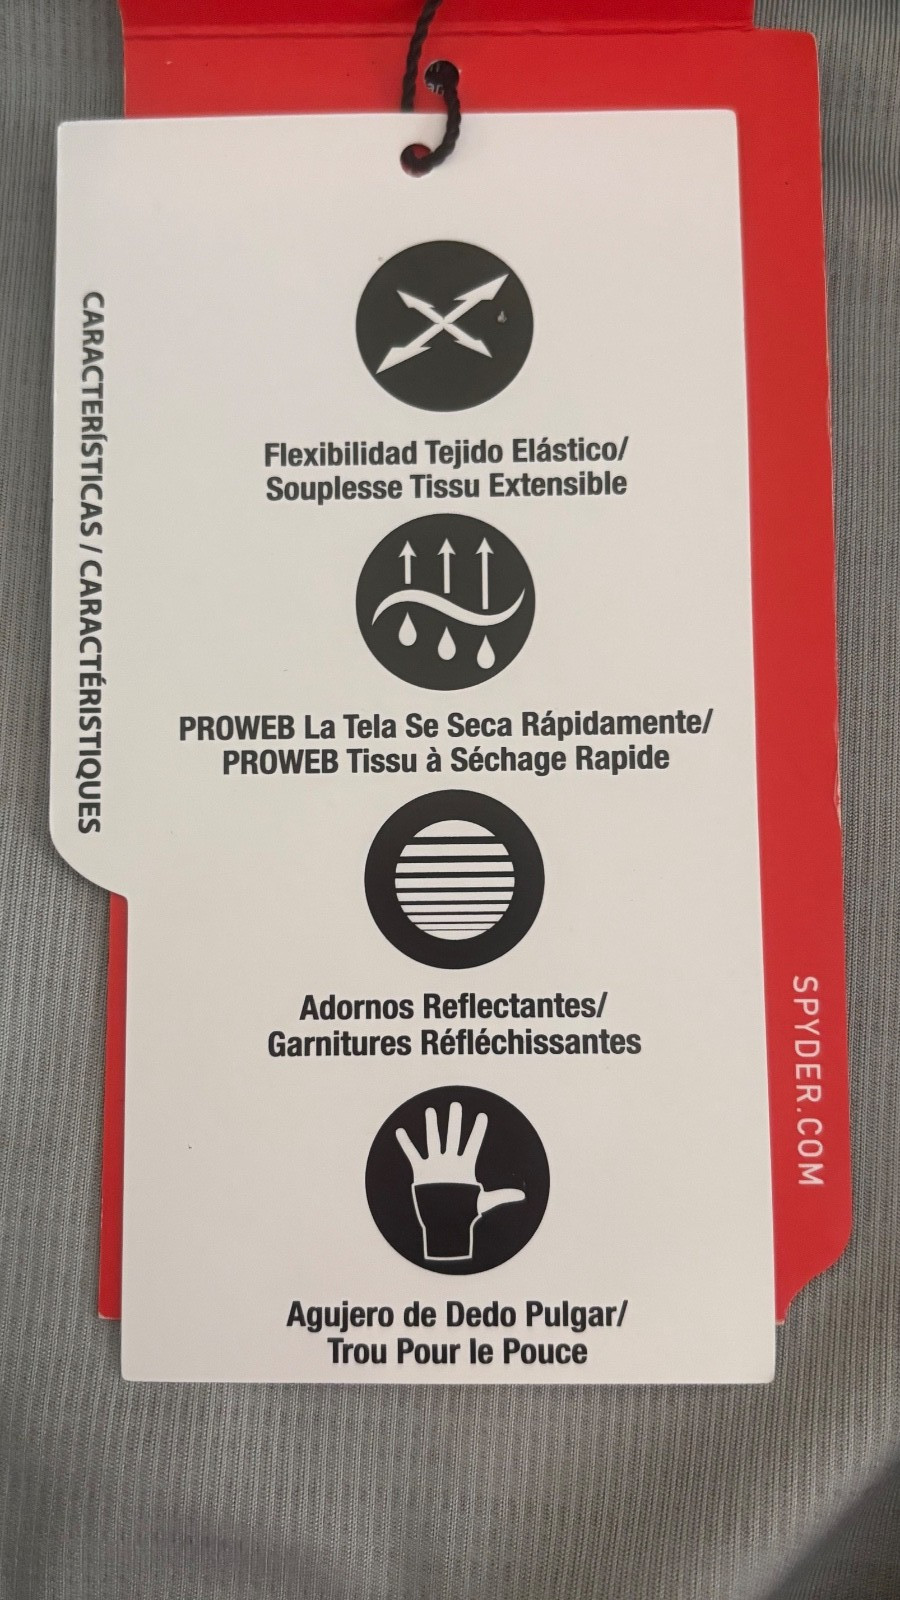 CARACTERÍSTICAS / CARACTÉRISTIQUES
Flexibilidad Tejido Elástico/
Souplesse Tissu Extensible
PROWEB La Tela Se Seca Rápidamente/
PROWEB Tissu à Séchage Rapide
Adornos Reflectantes/
Garnitures Réfléchissantes
Agujero de Dedo Pulgar/
Trou Pour le Pouce
SPYDER.COM